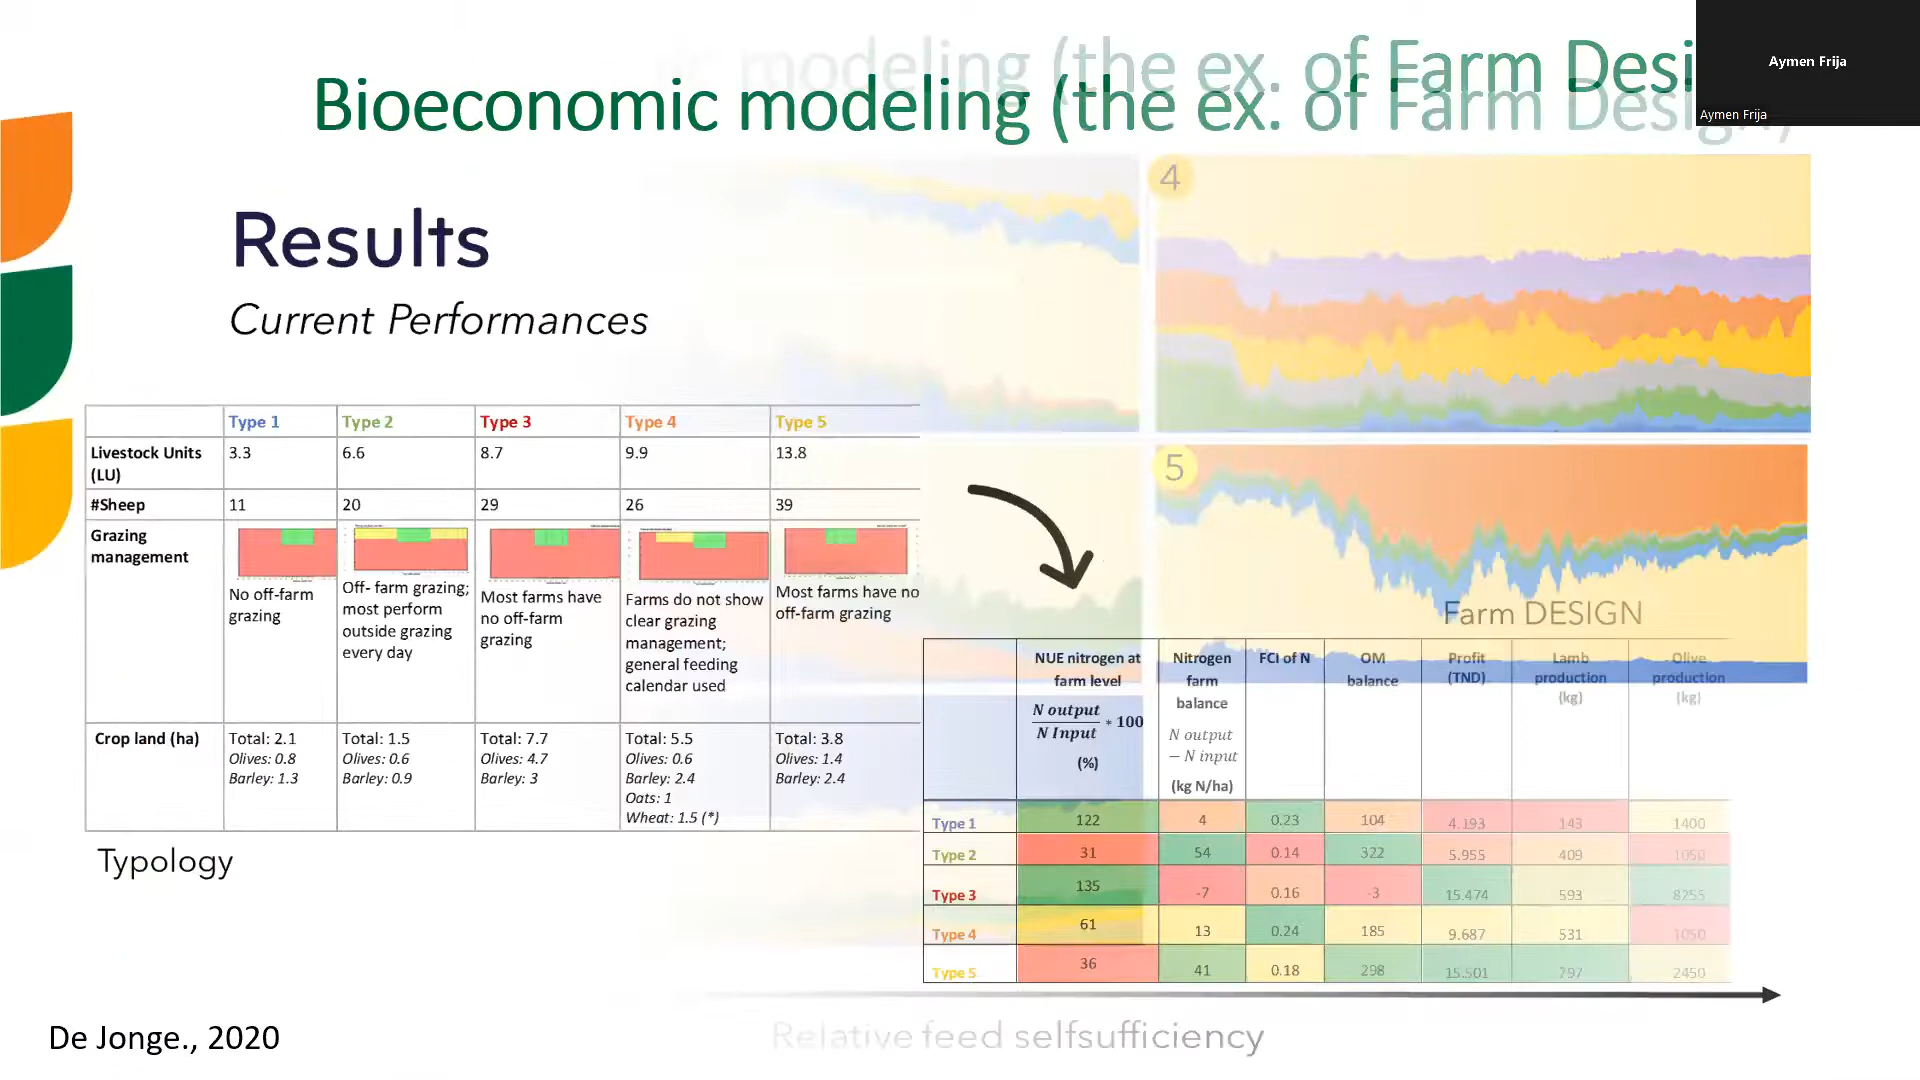 Bioeconomic modeling (the ex. of Farm Design)
modeling (the ex. of Farm Desi
Aymen Frija
Aymen Frija
Results
Current Performances
4
5
Type 1 Type 2 Type 3 Type 4 Type 5
Livestock Units (LU) 3.3 6.6 8.7 9.9 13.8
#Sheep 11 20 29 26 39
Grazing management
No off-farm grazing
Off- farm grazing; most perform outside grazing every day
Most farms have no off-farm grazing
Farms do not show clear grazing management; general feeding calendar used
Most farms have no off-farm grazing
Crop land (ha)
Total: 2.1
Olives: 0.8
Barley: 1.3
Total: 1.5
Olives: 0.6
Barley: 0.9
Total: 7.7
Olives: 4.7
Barley: 3
Total: 5.5
Olives: 0.6
Barley: 2.4
Oats: 1
Wheat: 1.5 (*)
Total: 3.8
Olives: 1.4
Barley: 2.4
Typology
Farm DESIGN
NUE nitrogen at farm level
N output
N Input
* 100
(%)
Nitrogen farm balance
N output
− N input
(kg N/ha)
FCI of N
OM balance
Profit (TND)
Lamb production (kg)
Olive production (kg)
Type 1 122 4 0.23 104 4.193 143 1400
Type 2 31 54 0.14 322 5.955 409 1050
Type 3 135 -7 0.16 -3 15.474 593 8255
Type 4 61 13 0.24 185 9.687 531 1050
Type 5 36 41 0.18 298 15.501 797 2450
Relative feed selfsufficiency
De Jonge., 2020